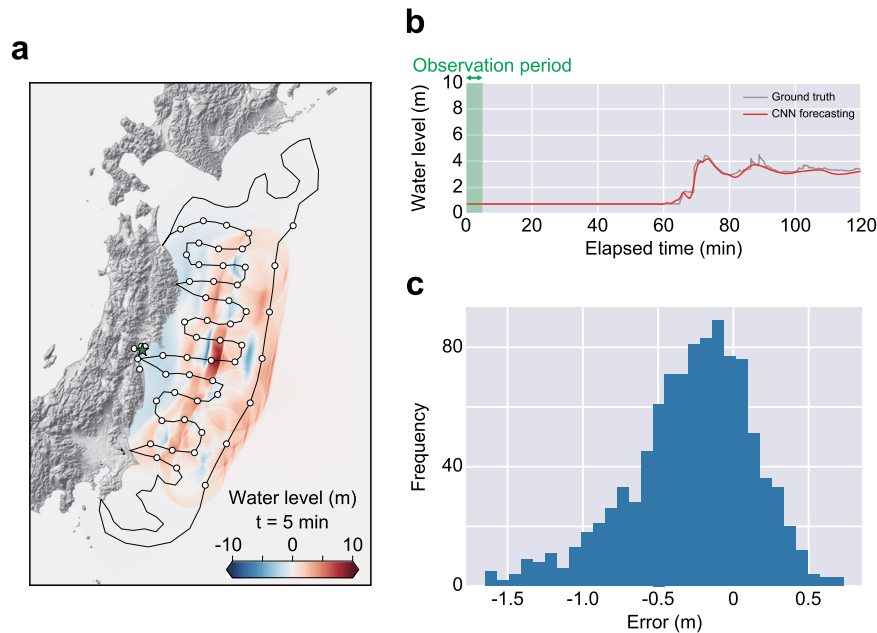 a
Water level (m)
t = 5 min
-10 0 10
b
Observation period
10
8
6
4
2
0
Water level (m)
Ground truth
CNN forecasting
0 20 40 60 80 100 120
Elapsed time (min)
c
80
40
0
Frequency
-1.5 -1.0 -0.5 0 0.5
Error (m)